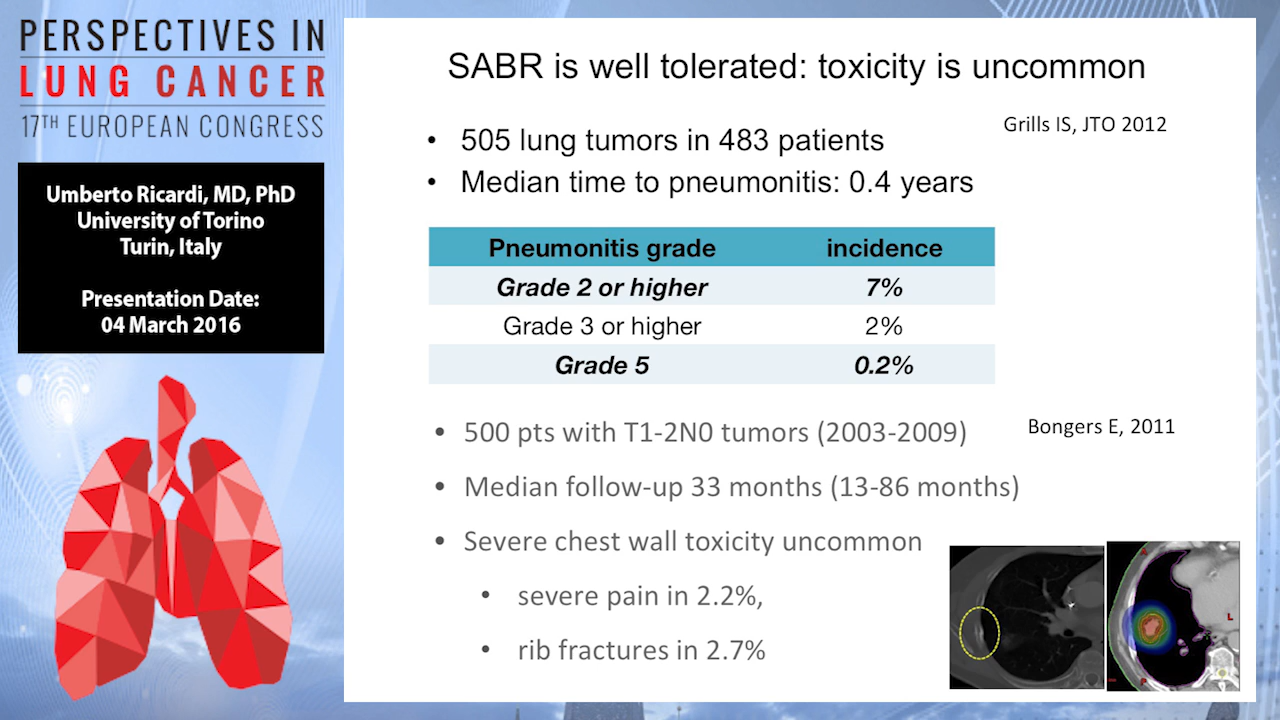 PERSPECTIVES IN
LUNG CANCER
17TH EUROPEAN CONGRESS
Umberto Ricardi, MD, PhD
University of Torino
Turin, Italy
Presentation Date:
04 March 2016
SABR is well tolerated: toxicity is uncommon
Grills IS, JTO 2012
• 505 lung tumors in 483 patients
• Median time to pneumonitis: 0.4 years
Pneumonitis grade incidence
Grade 2 or higher 7%
Grade 3 or higher 2%
Grade 5 0.2%
• 500 pts with T1-2N0 tumors (2003-2009)
Bongers E, 2011
• Median follow-up 33 months (13-86 months)
• Severe chest wall toxicity uncommon
• severe pain in 2.2%,
• rib fractures in 2.7%
L